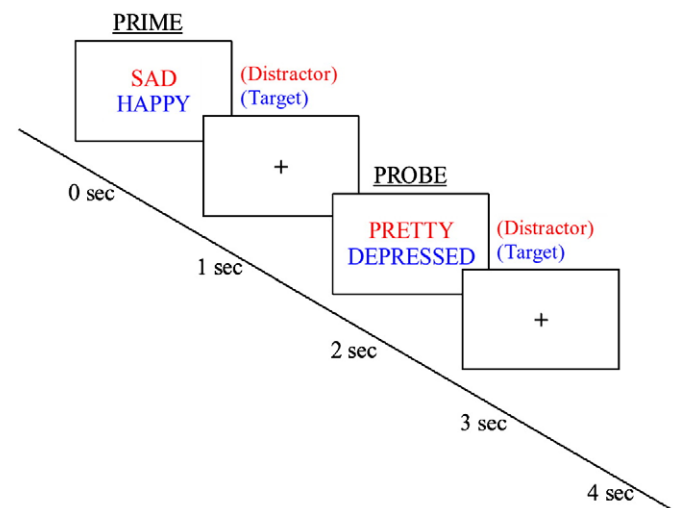 PRIME
SAD
HAPPY
(Distractor)
(Target)
+
PROBE
PRETTY
DEPRESSED
(Distractor)
(Target)
+
0 sec
1 sec
2 sec
3 sec
4 sec